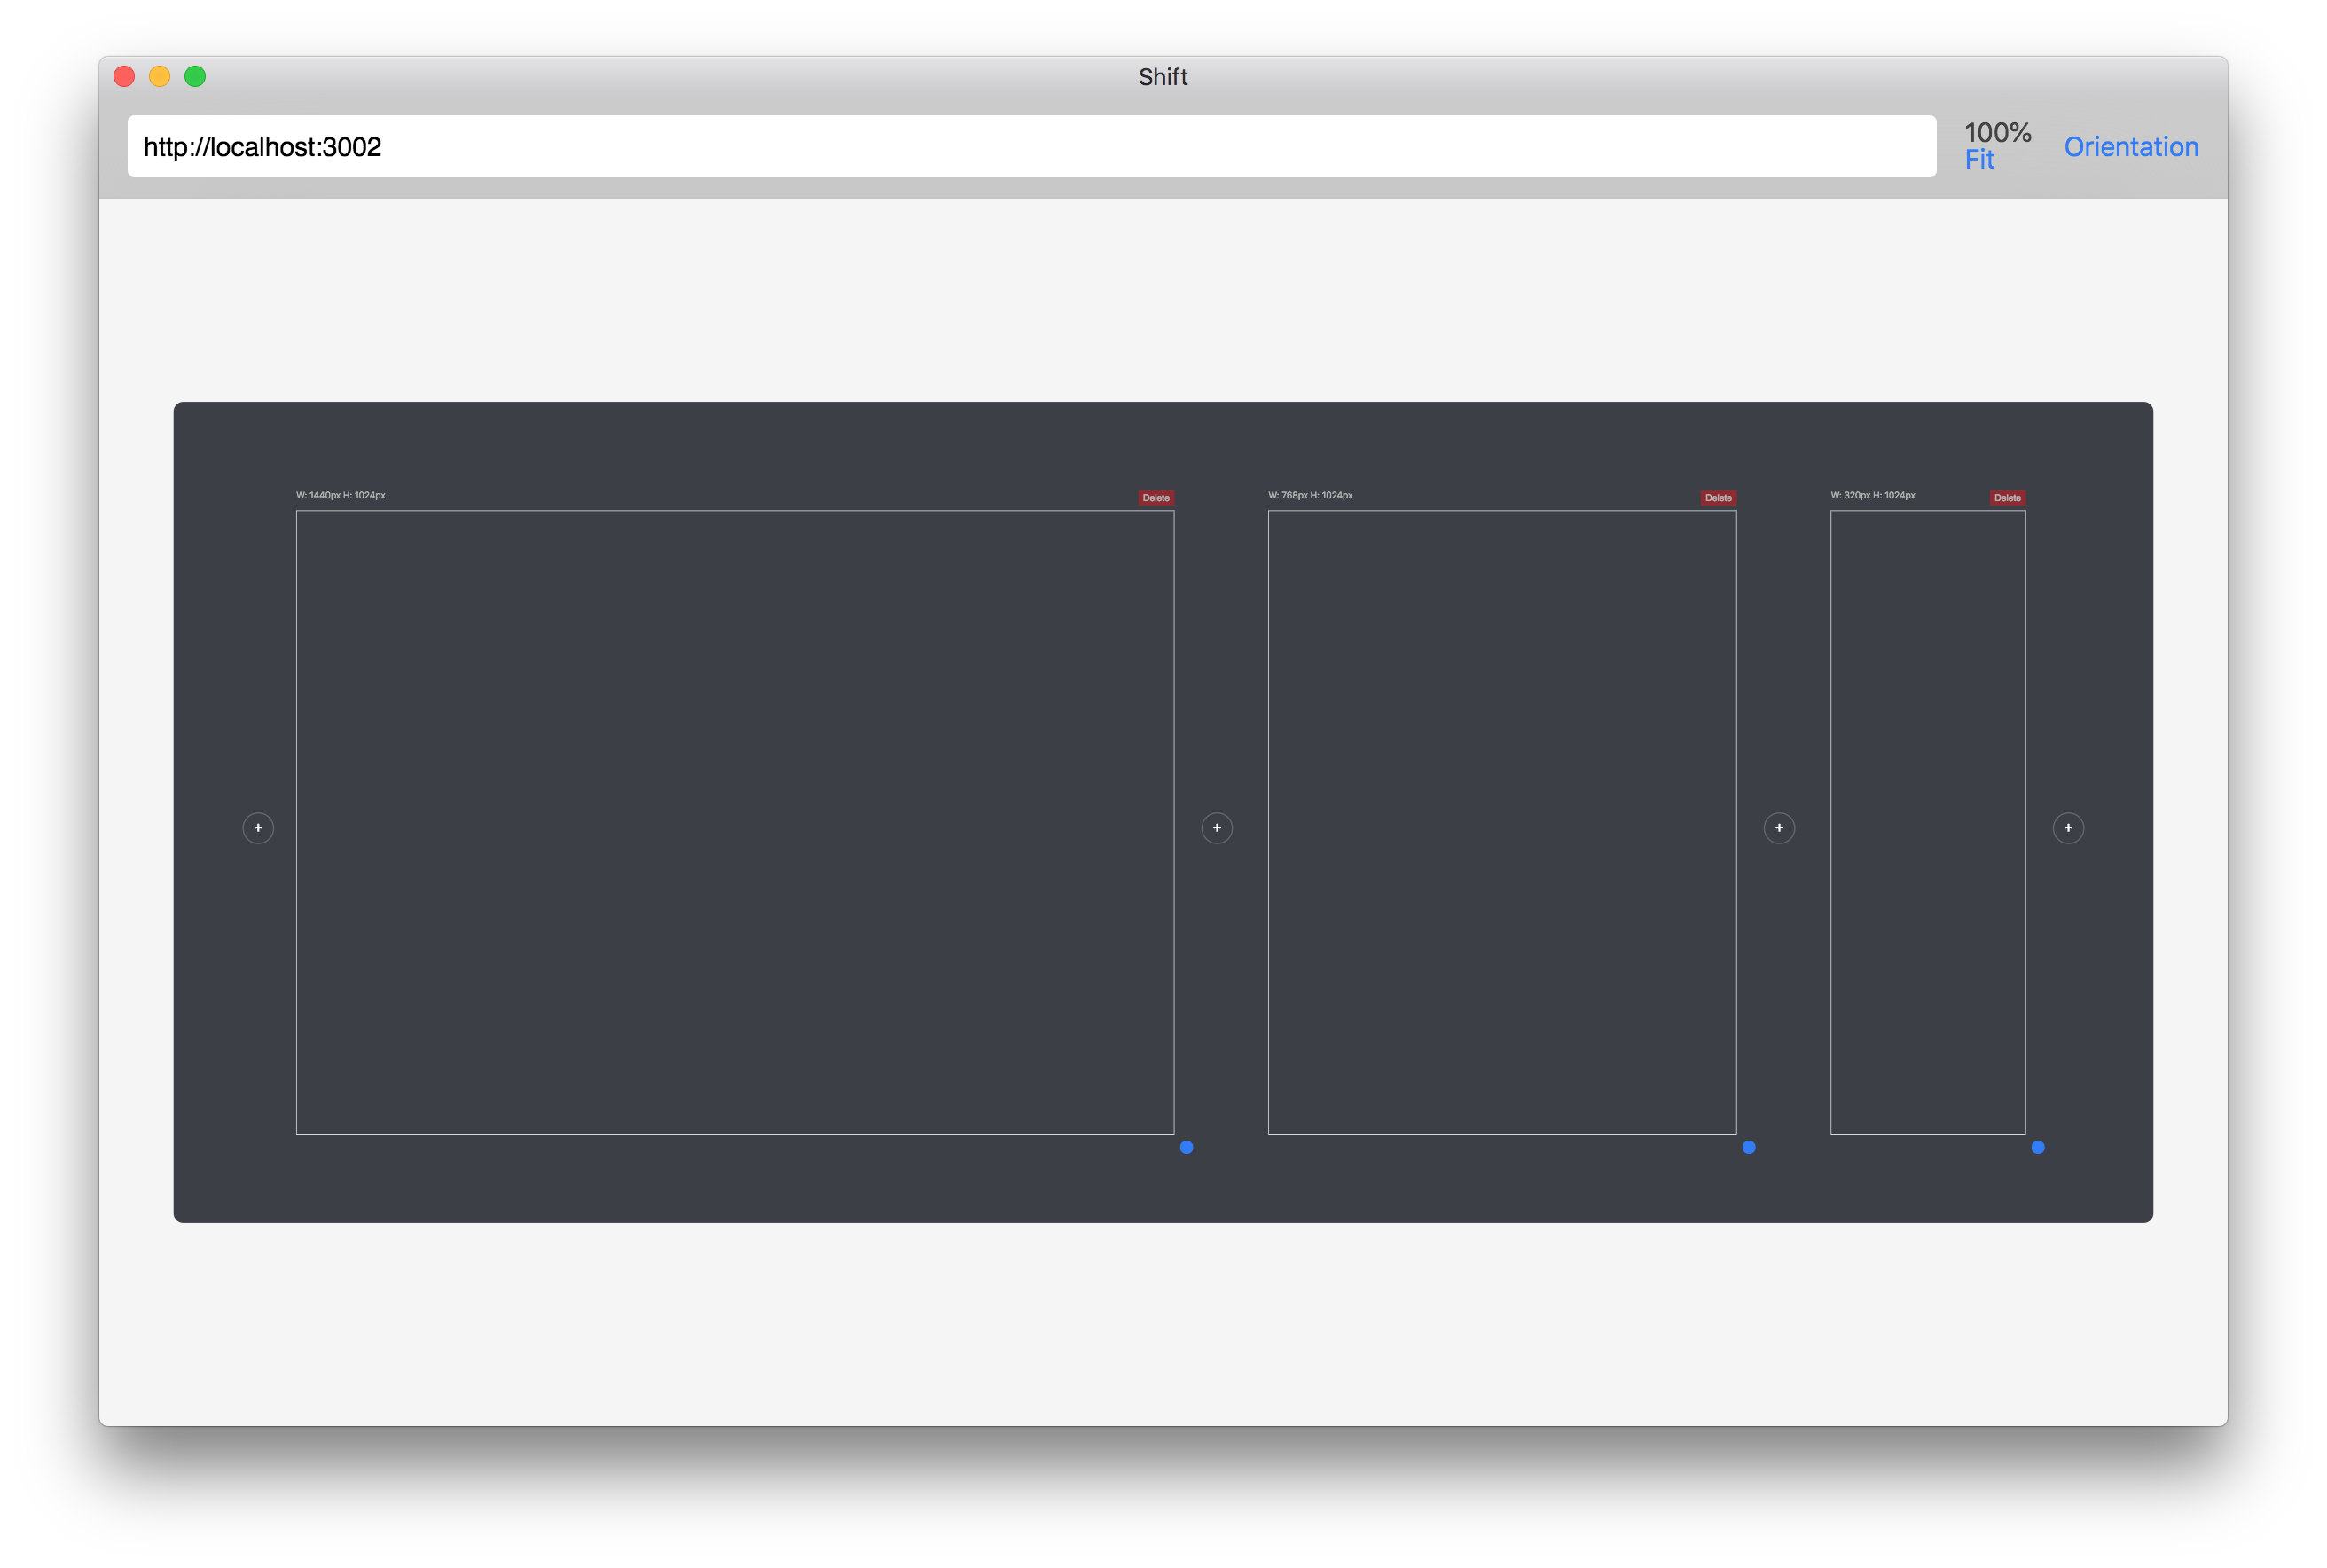 Shift
http://localhost:3002
100%
Fit
Orientation
W: 1440px H: 1024px
Delete
W: 768px H: 1024px
Delete
W: 320px H: 1024px
Delete
+
+
+
+